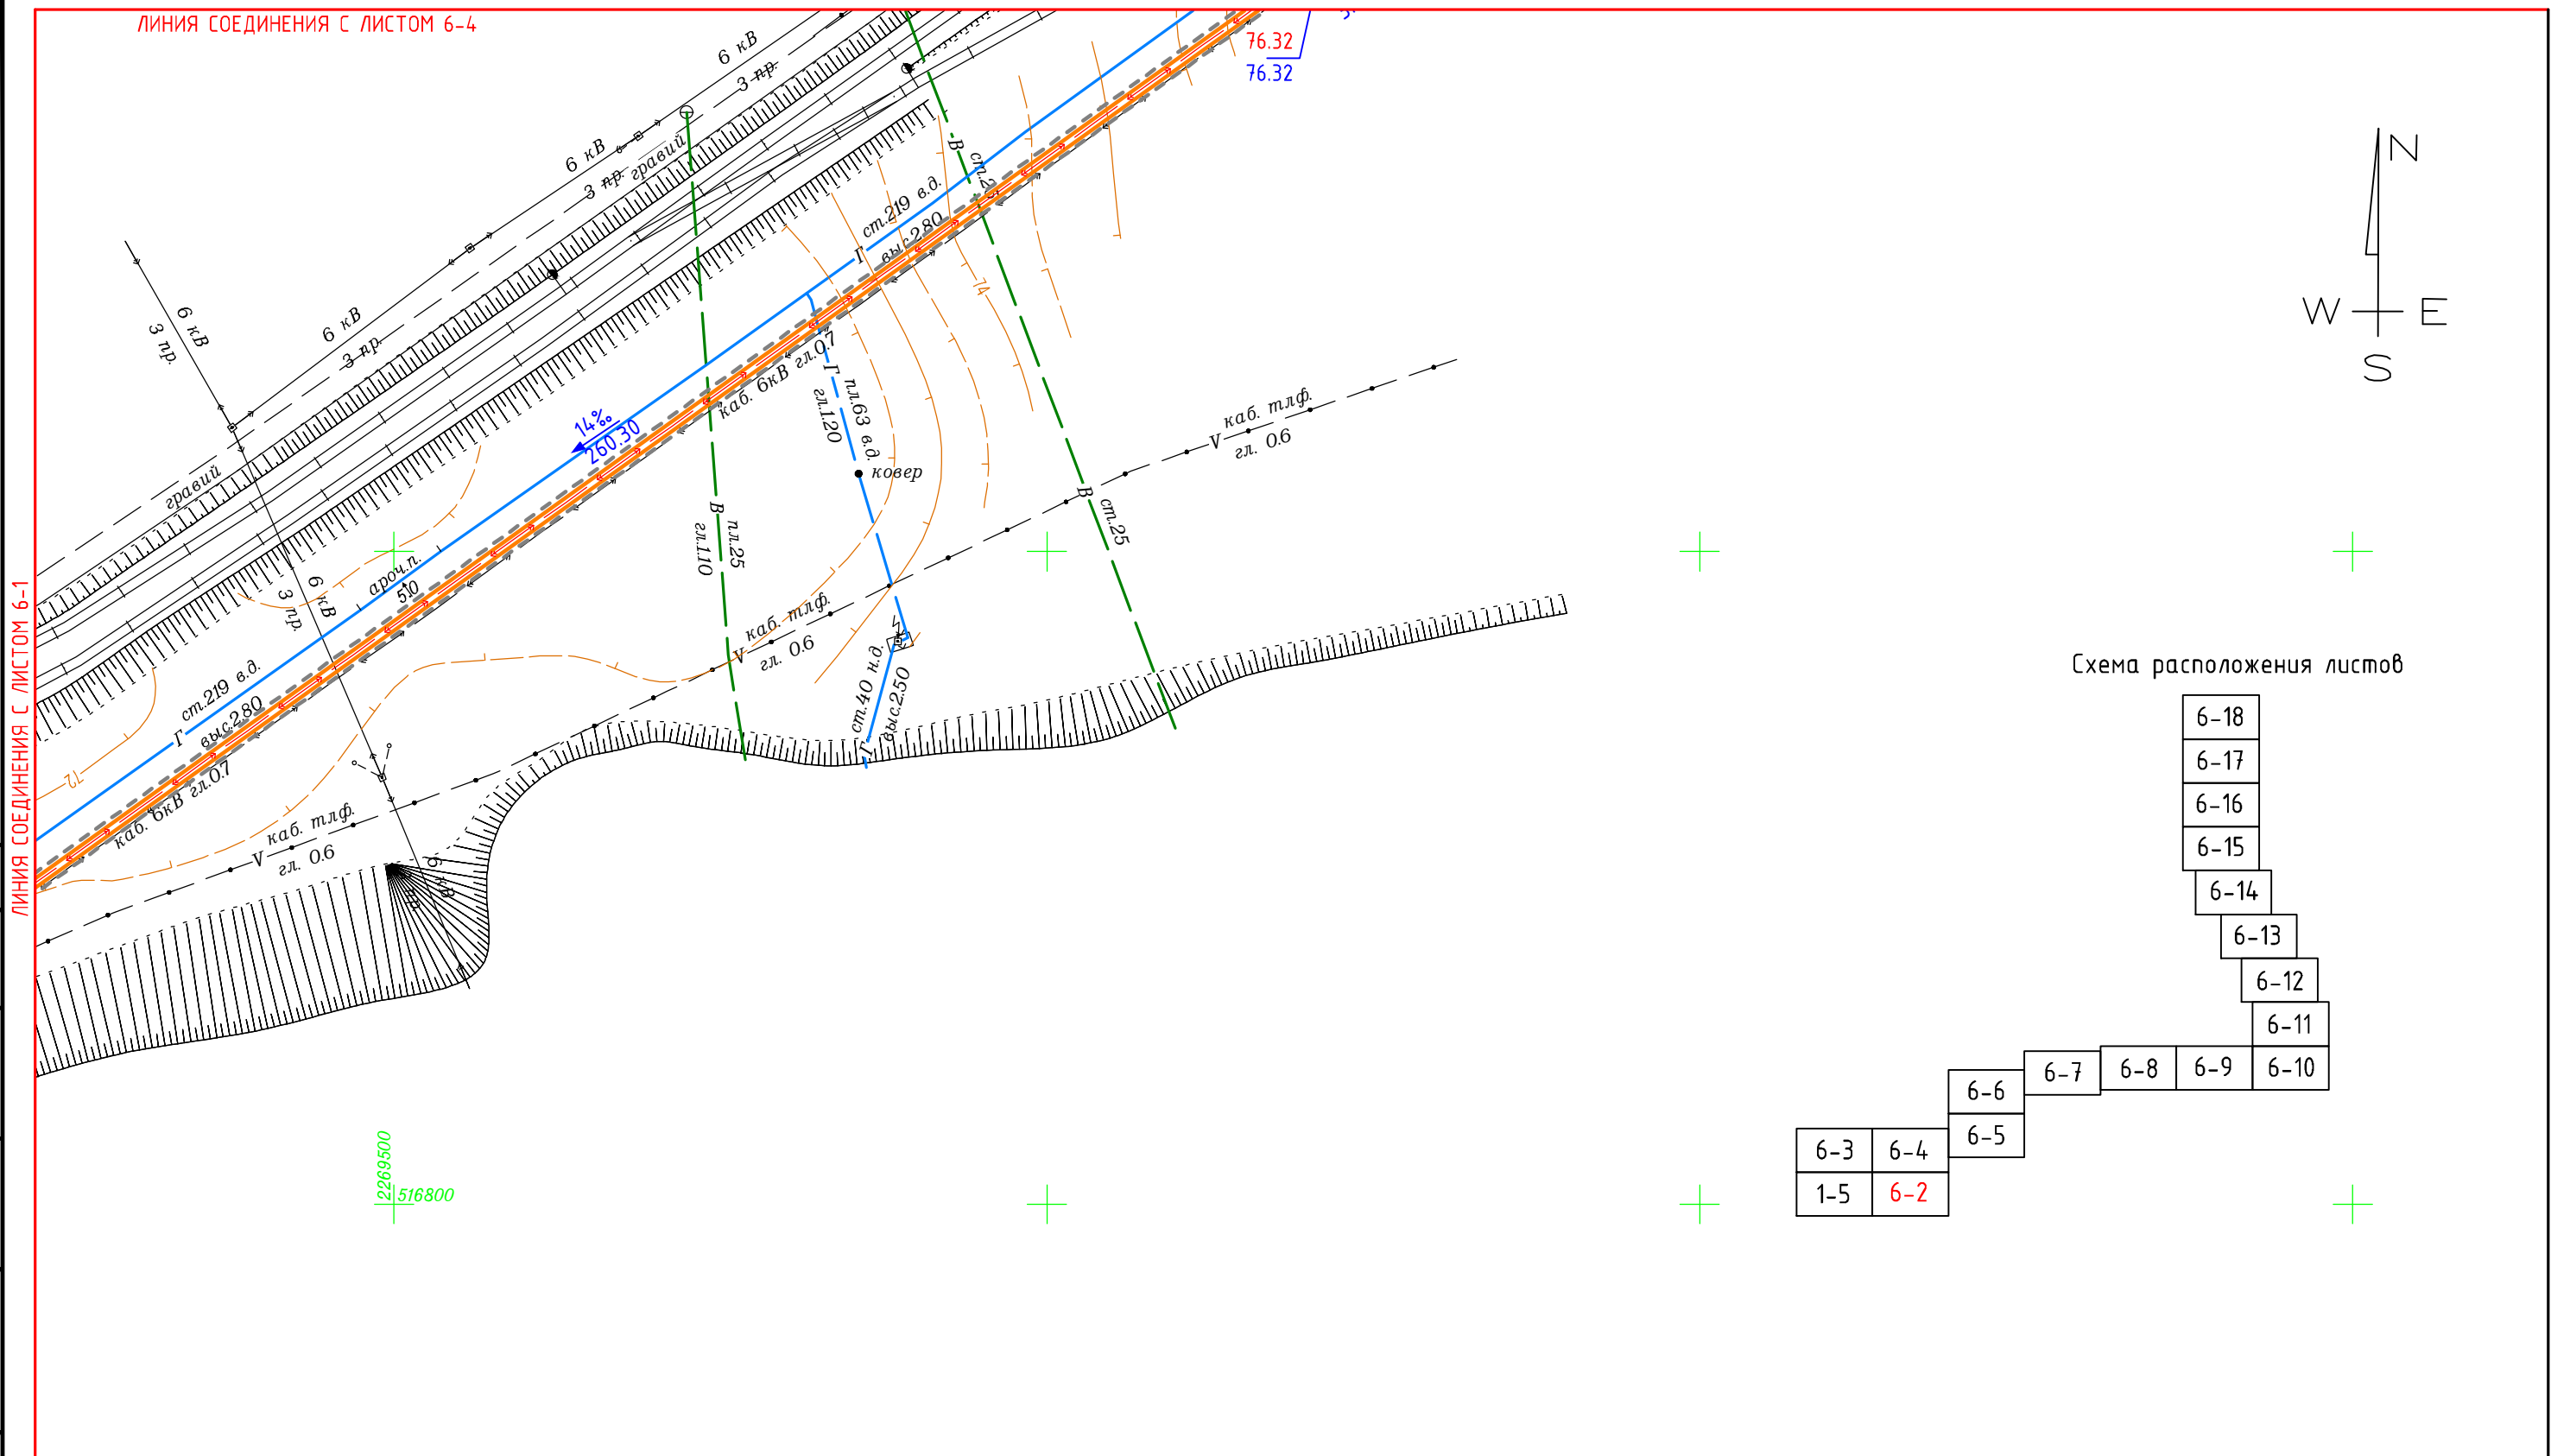 ЛИНИЯ СОЕДИНЕНИЯ С ЛИСТОМ 6-4
6 кВ
3 пр.
76.32
76.32
N
W E
S
6 кВ
3 пр.
гравий
В
ст.219 в.д.
Г
выс.2.80
74
6 кВ
3 пр.
6 кВ
3 пр.
каб. 6кВ гл.0.7
Г
пл.63 в.д.
гл.1.20
14‰
260.30
ковер
каб. тлф.
V
гл. 0.6
гравий
В
пл.25
гл.1.10
В
ст.25
ароч.п.
5.0
6 кВ
3 пр.
каб. тлф.
V
гл. 0.6
ст.40 н.д.
выс.2.50
Г
ЛИНИЯ СОЕДИНЕНИЯ С ЛИСТОМ 6-1
ст.219 в.д.
Г
выс.2.80
72
каб. 6кВ гл.0.7
каб. тлф.
V
гл. 0.6
6 кВ
пр.
2269500
516800
Схема расположения листов
6-18
6-17
6-16
6-15
6-14
6-13
6-12
6-11
6-6 6-7 6-8 6-9 6-10
6-3 6-4 6-5
1-5 6-2